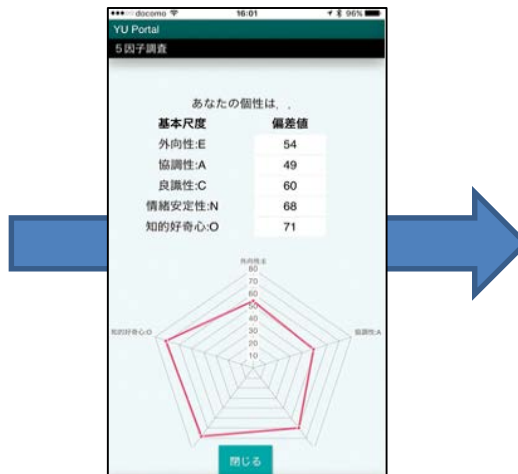 docomo 16:01 96%
YU Portal
5因子調査
あなたの個性は、.
基本尺度 偏差値
外向性:E 54
協調性:A 49
良識性:C 60
情緒安定性:N 68
知的好奇心:O 71
外向性:E
80
70
60
50
40
30
20
10
知的好奇心:O
協調性:A
閉じる